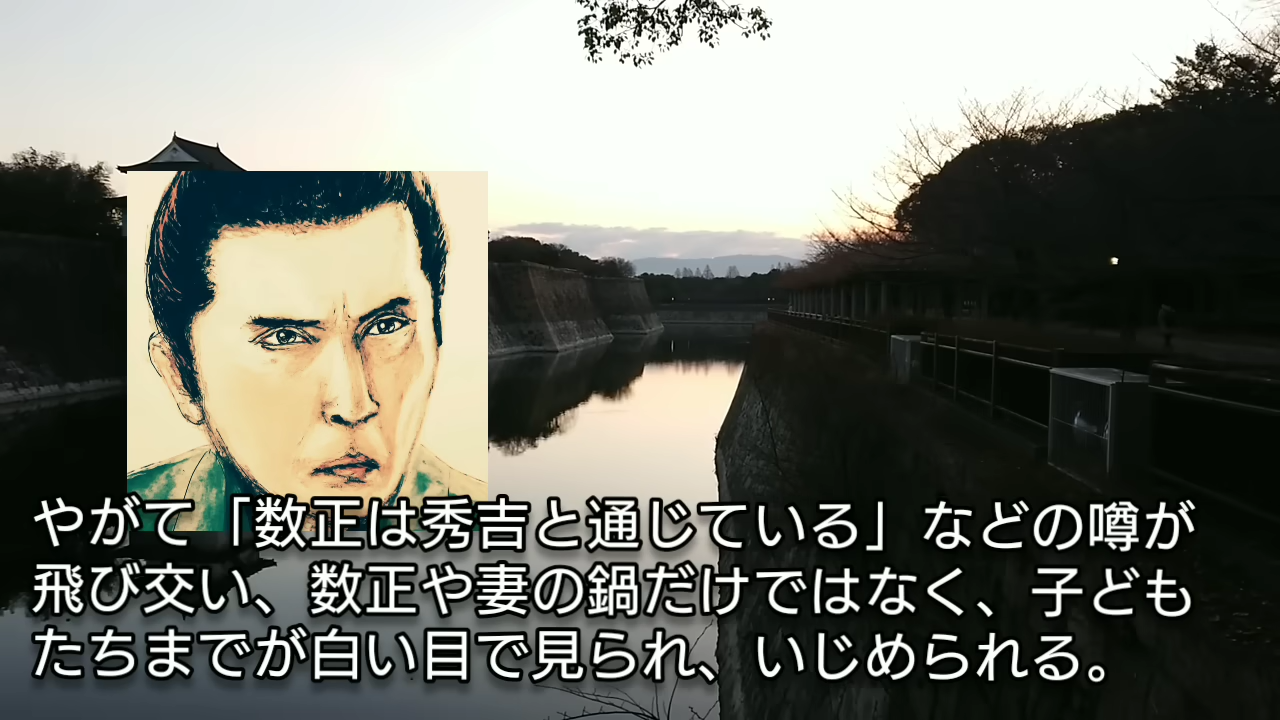 やがて「数正は秀吉と通じている」などの噂が
飛び交い、数正や妻の鍋だけではなく、子ども
たちまでが白い目で見られ、いじめられる。